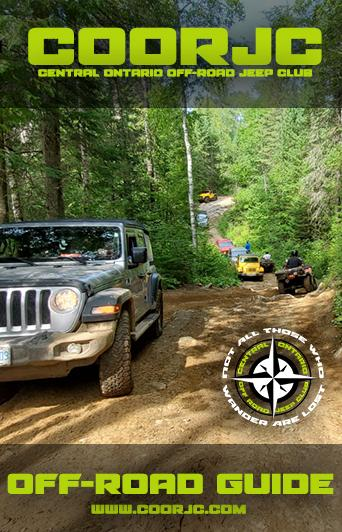 COORJC
CENTRAL ONTARIO OFF-ROAD JEEP CLUB
NOT ALL THOSE WHO
WANDER ARE LOST
CENTRAL ONTARIO
OFF ROAD JEEP CLUB
OFF-ROAD GUIDE
WWW.COORJC.COM